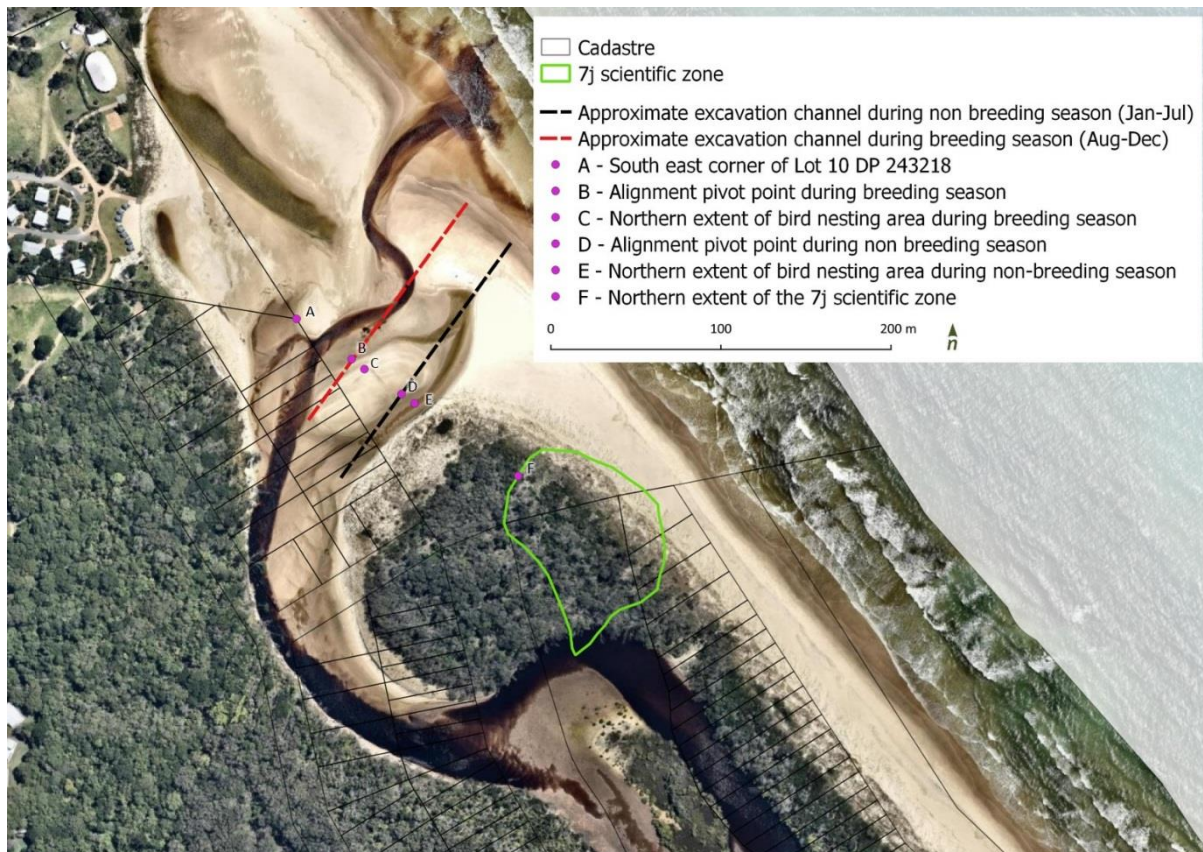 Cadastre
7j scientific zone
Approximate excavation channel during non breeding season (Jan-Jul)
Approximate excavation channel during breeding season (Aug-Dec)
A - South east corner of Lot 10 DP 243218
B - Alignment pivot point during breeding season
C - Northern extent of bird nesting area during breeding season
D - Alignment pivot point during non breeding season
E - Northern extent of bird nesting area during non-breeding season
F - Northern extent of the 7j scientific zone
0 100 200 m
n
A
B
C
D
E
F